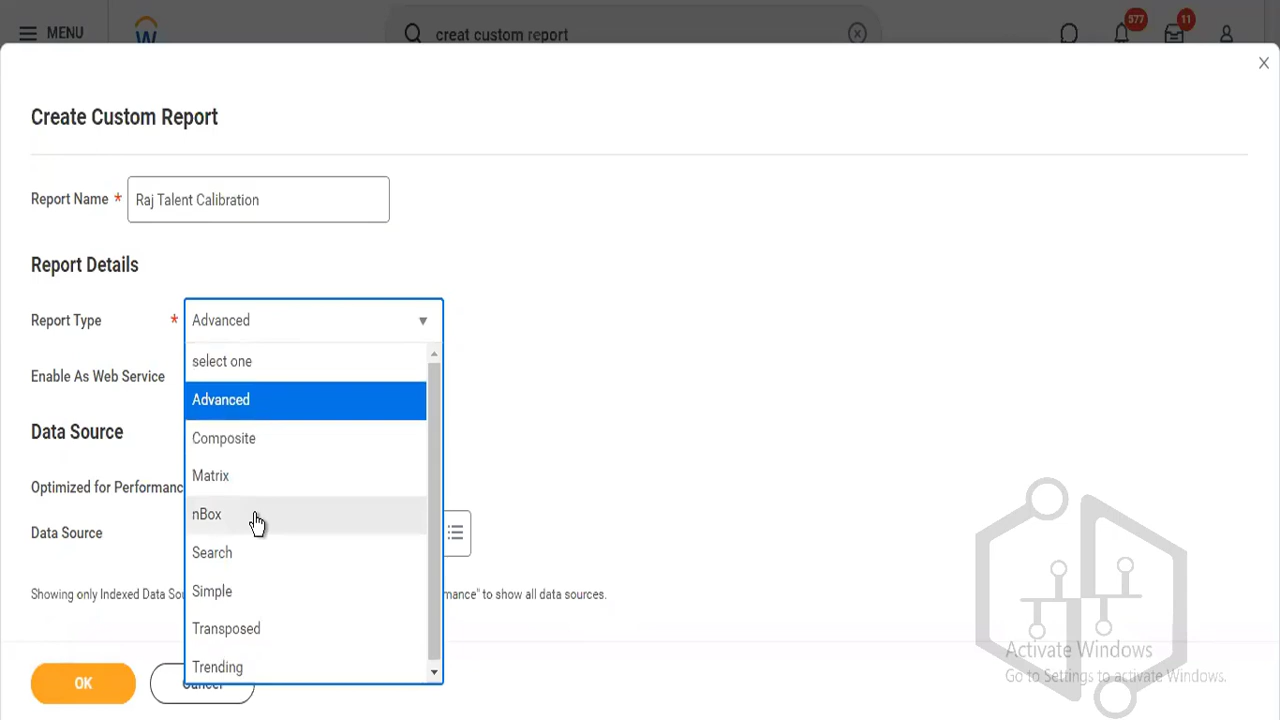 MENU
W
creat custom report
577
11
Create Custom Report
Report Name *
Raj Talent Calibration
Report Details
Report Type *
Advanced
select one
Enable As Web Service
Advanced
Data Source
Composite
Matrix
Optimized for Performanc
nBox
Data Source
Search
Simple
Showing only Indexed Data Sou
mance" to show all data sources.
Transposed
Trending
OK
Cancel
Activate Windows
Go to Settings to activate Windows.